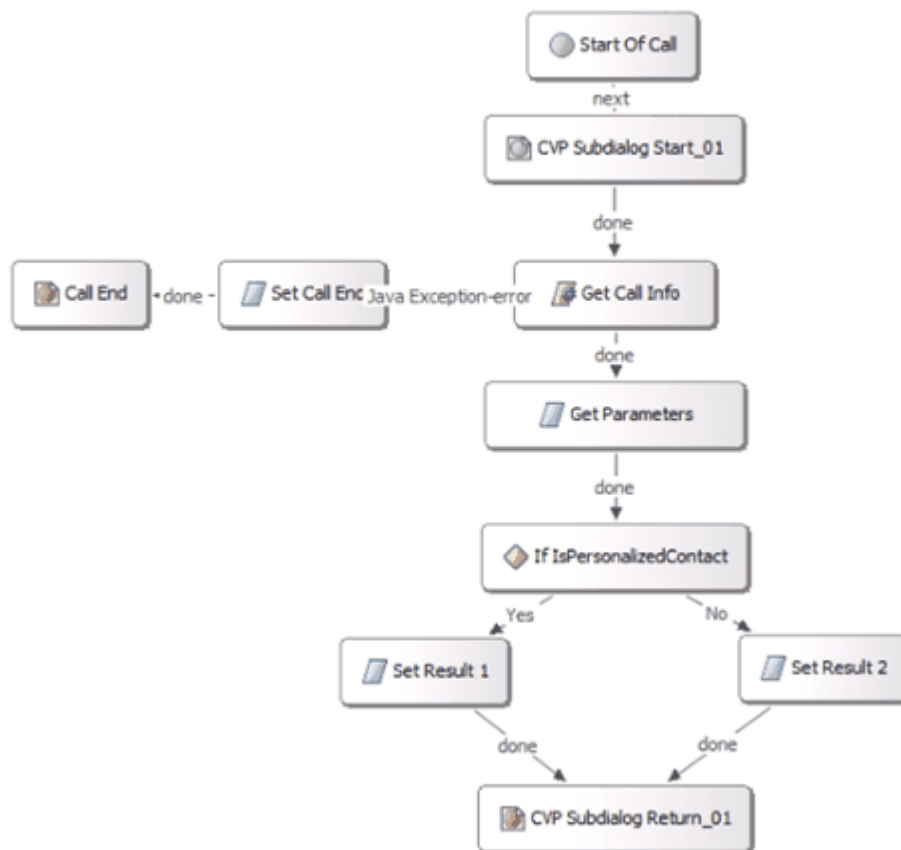 Start Of Call
next
CVP Subdialog Start_01
done
Call End
done
Set Call End
Java Exception-error
Get Call Info
done
Get Parameters
done
If IsPersonalizedContact
Yes
No
Set Result 1
Set Result 2
done
done
CVP Subdialog Return_01